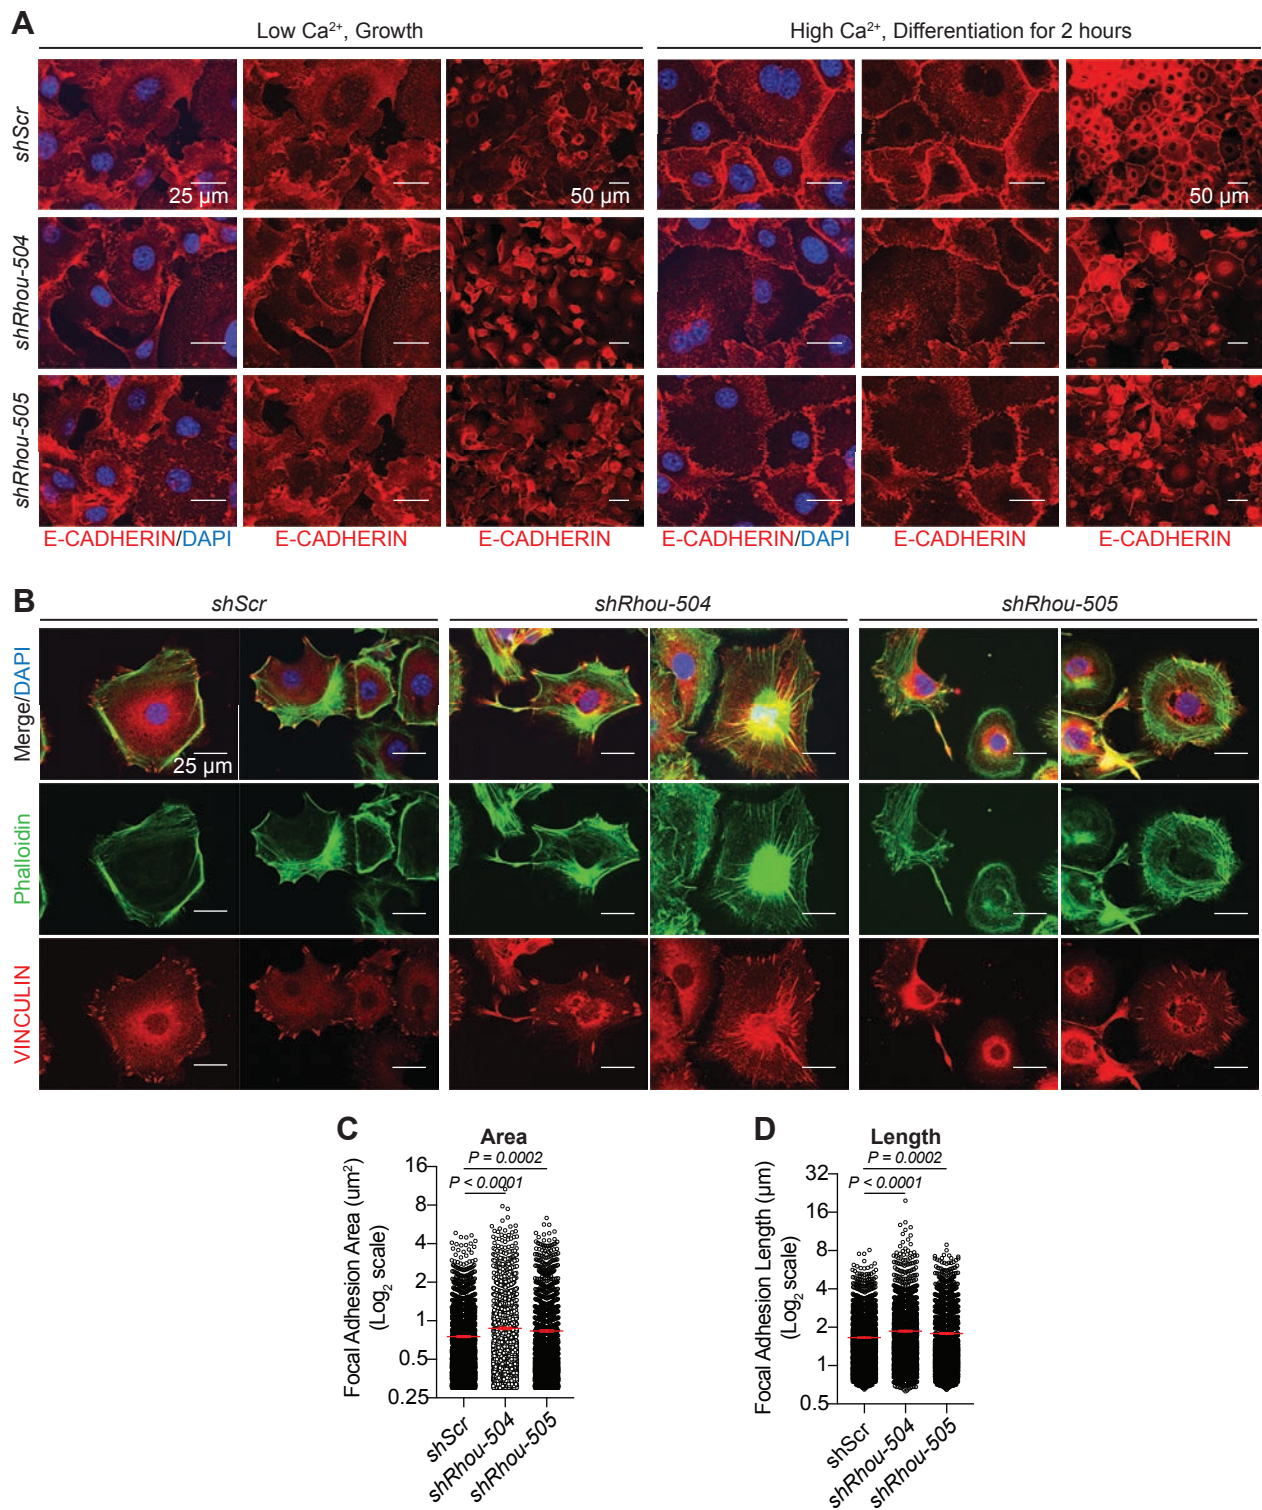 A
Low Ca²⁺, Growth
High Ca²⁺, Differentiation for 2 hours
shScr
25 µm
50 µm
50 µm
shRhou-504
shRhou-505
E-CADHERIN/DAPI
E-CADHERIN
E-CADHERIN
E-CADHERIN/DAPI
E-CADHERIN
E-CADHERIN
B
shScr
shRhou-504
shRhou-505
Merge/DAPI
25 µm
Phalloidin
VINCULIN
C
Area
P = 0.0002
P < 0.0001
Focal Adhesion Area (um²)
(Log₂ scale)
16
8
4
2
1
0.5
0.25
shScr
shRhou-504
shRhou-505
D
Length
P = 0.0002
P < 0.0001
Focal Adhesion Length (µm)
(Log₂ scale)
32
16
8
4
2
1
0.5
shScr
shRhou-504
shRhou-505